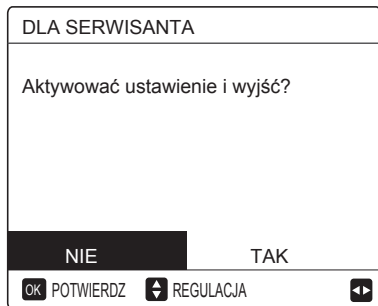 DLA SERWISANTA
Aktywować ustawienie i wyjść?
NIE TAK
OK POTWIERDZ REGULACJA